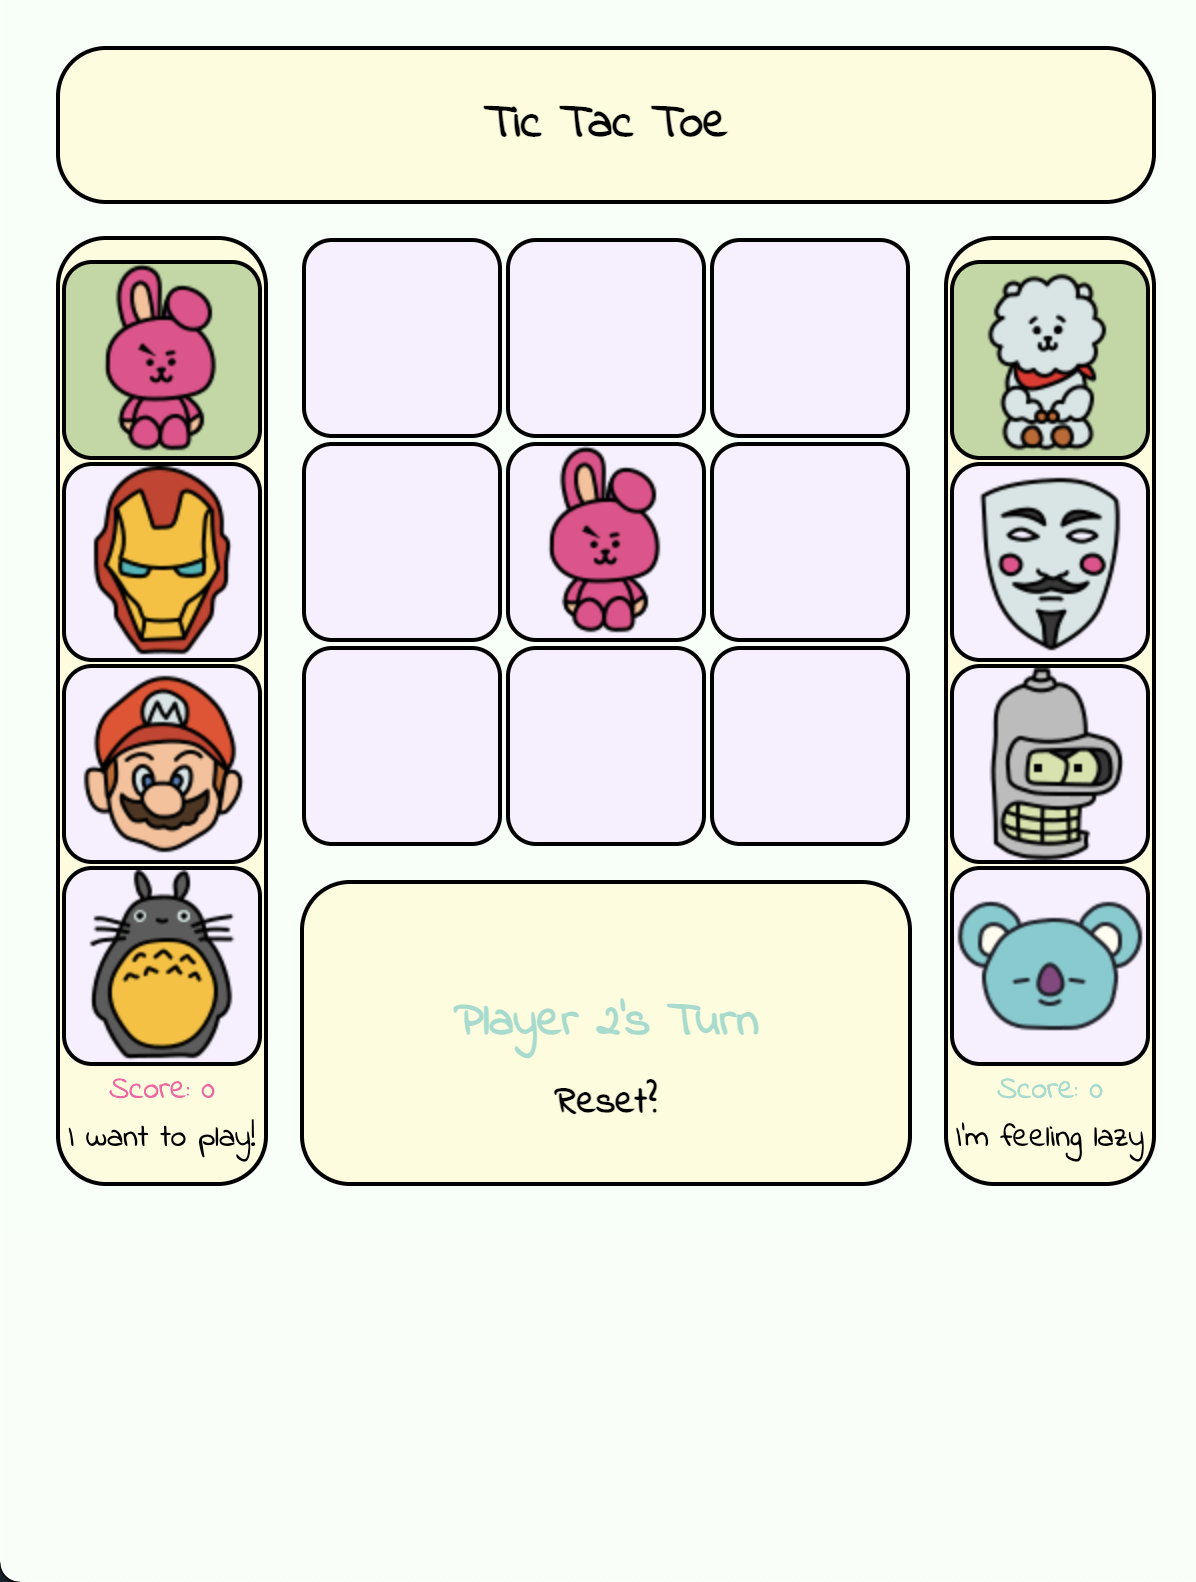 Tic Tac Toe
M
Player 2's Turn
Reset?
Score: 0
I want to play!
Score: 0
I'm feeling lazy